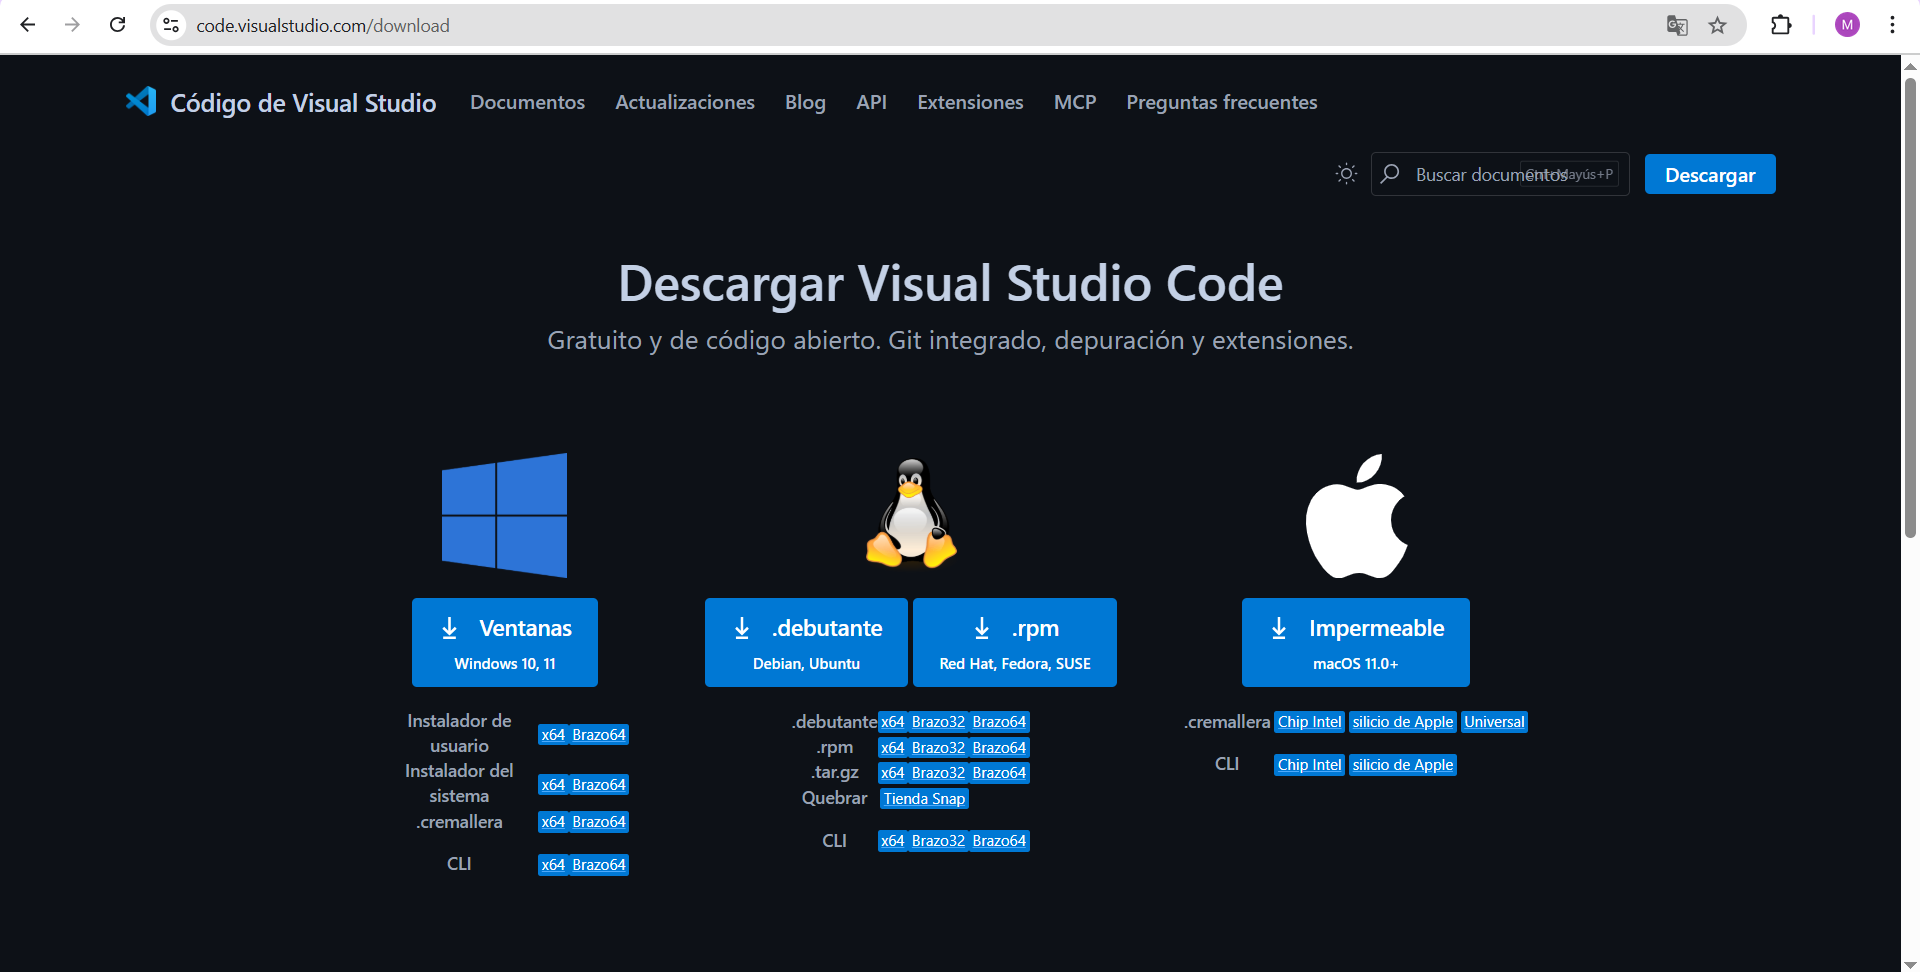 code.visualstudio.com/download
M
Código de Visual Studio Documentos Actualizaciones Blog API Extensiones MCP Preguntas frecuentes
Buscar documentos Ctrl+Mayús+P Descargar
Descargar Visual Studio Code
Gratuito y de código abierto. Git integrado, depuración y extensiones.
Ventanas
Windows 10, 11
Instalador de
usuario x64 Brazo64
Instalador del
sistema x64 Brazo64
.cremallera x64 Brazo64
CLI x64 Brazo64
.debutante
Debian, Ubuntu
.rpm
Red Hat, Fedora, SUSE
.debutante x64 Brazo32 Brazo64
.rpm x64 Brazo32 Brazo64
.tar.gz x64 Brazo32 Brazo64
Quebrar Tienda Snap
CLI x64 Brazo32 Brazo64
Impermeable
macOS 11.0+
.cremallera Chip Intel silicio de Apple Universal
CLI Chip Intel silicio de Apple